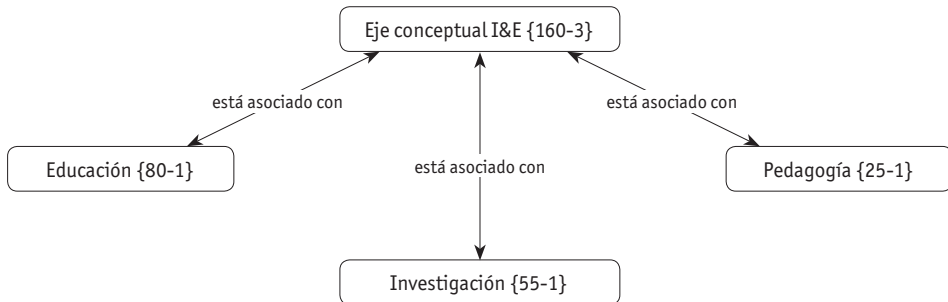 Eje conceptual I&E {160-3}
está asociado con
está asociado con
Educación {80-1}
está asociado con
Pedagogía {25-1}
Investigación {55-1}